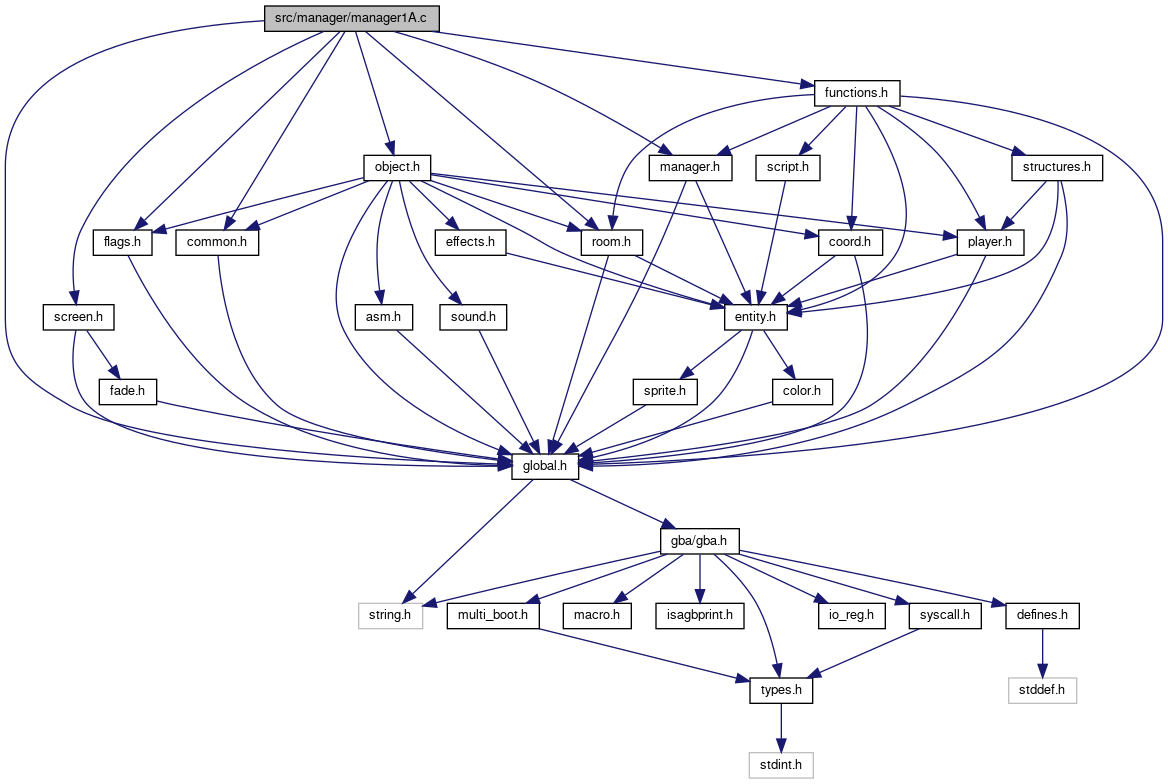 src/manager/manager1A.c
functions.h
object.h
manager.h
script.h
structures.h
flags.h
common.h
effects.h
room.h
coord.h
player.h
screen.h
asm.h
sound.h
entity.h
fade.h
sprite.h
color.h
global.h
gba/gba.h
string.h
multi_boot.h
macro.h
isagbprint.h
io_reg.h
syscall.h
defines.h
types.h
stddef.h
stdint.h